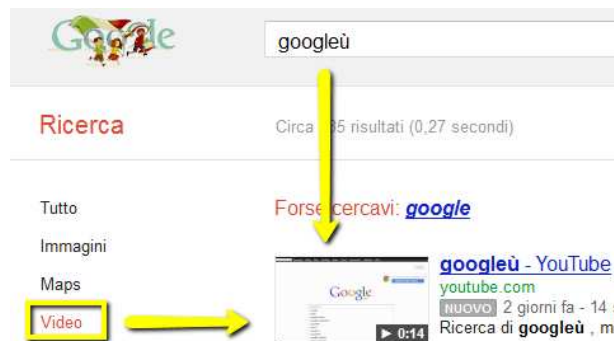 Google
googleù
Ricerca
Circa 35 risultati (0,27 secondi)
Tutto
Immagini
Maps
Video
Forse cercavi: google
Google
0:14
googleù - YouTube
youtube.com
NUOVO 2 giorni fa - 14
Ricerca di googleù , m